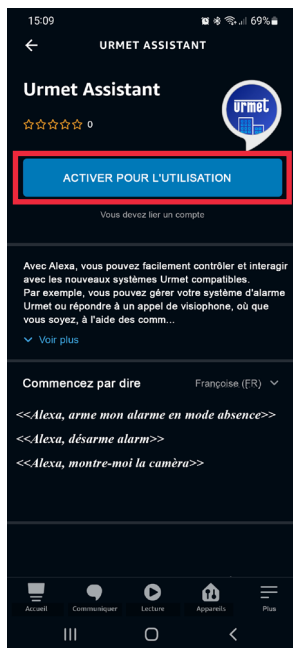 15:09 69%
URMET ASSISTANT
Urmet Assistant
urmet
0
ACTIVER POUR L'UTILISATION
Vous devez lier un compte
Avec Alexa, vous pouvez facilement contrôler et interagir
avec les nouveaux systèmes Urmet compatibles.
Par exemple, vous pouvez gérer votre système d'alarme
Urmet ou répondre à un appel de visiophone, où que
vous soyez, à l'aide des comm...
Voir plus
Commencez par dire Françoise (FR)
<<Alexa, arme mon alarme en mode absence>>
<<Alexa, désarme alarm>>
<<Alexa, montre-moi la camèra>>
Accueil Communiquer Lecture Appareils Plus